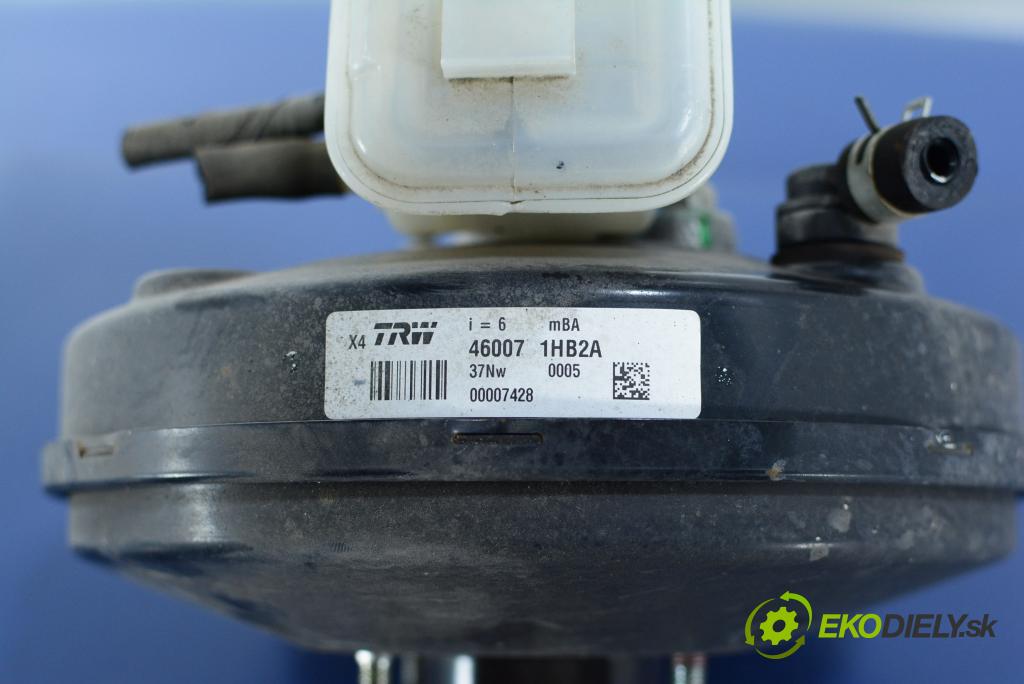 X4 TRW i = 6 mBA
46007 1HB2A
37Nw 0005
00007428
EKODIELY.sk